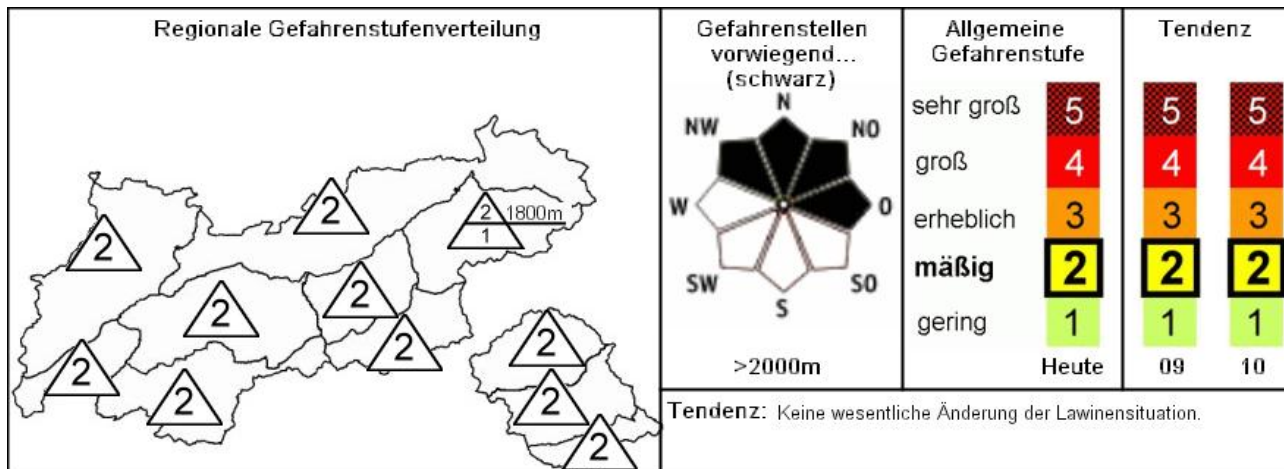 Regionale Gefahrenstufenverteilung
2
2
2
1800m
1
2
2
2
2
2
2
2
2
Gefahrenstellen
vorwiegend...
(schwarz)
N
NW
NO
W
O
SW
SO
S
>2000m
Allgemeine
Gefahrenstufe
sehr groß
5
groß
4
erheblich
3
mäßig
2
gering
1
Heute
Tendenz
5 5
4 4
3 3
2 2
1 1
09 10
Tendenz: Keine wesentliche Änderung der Lawinensituation.